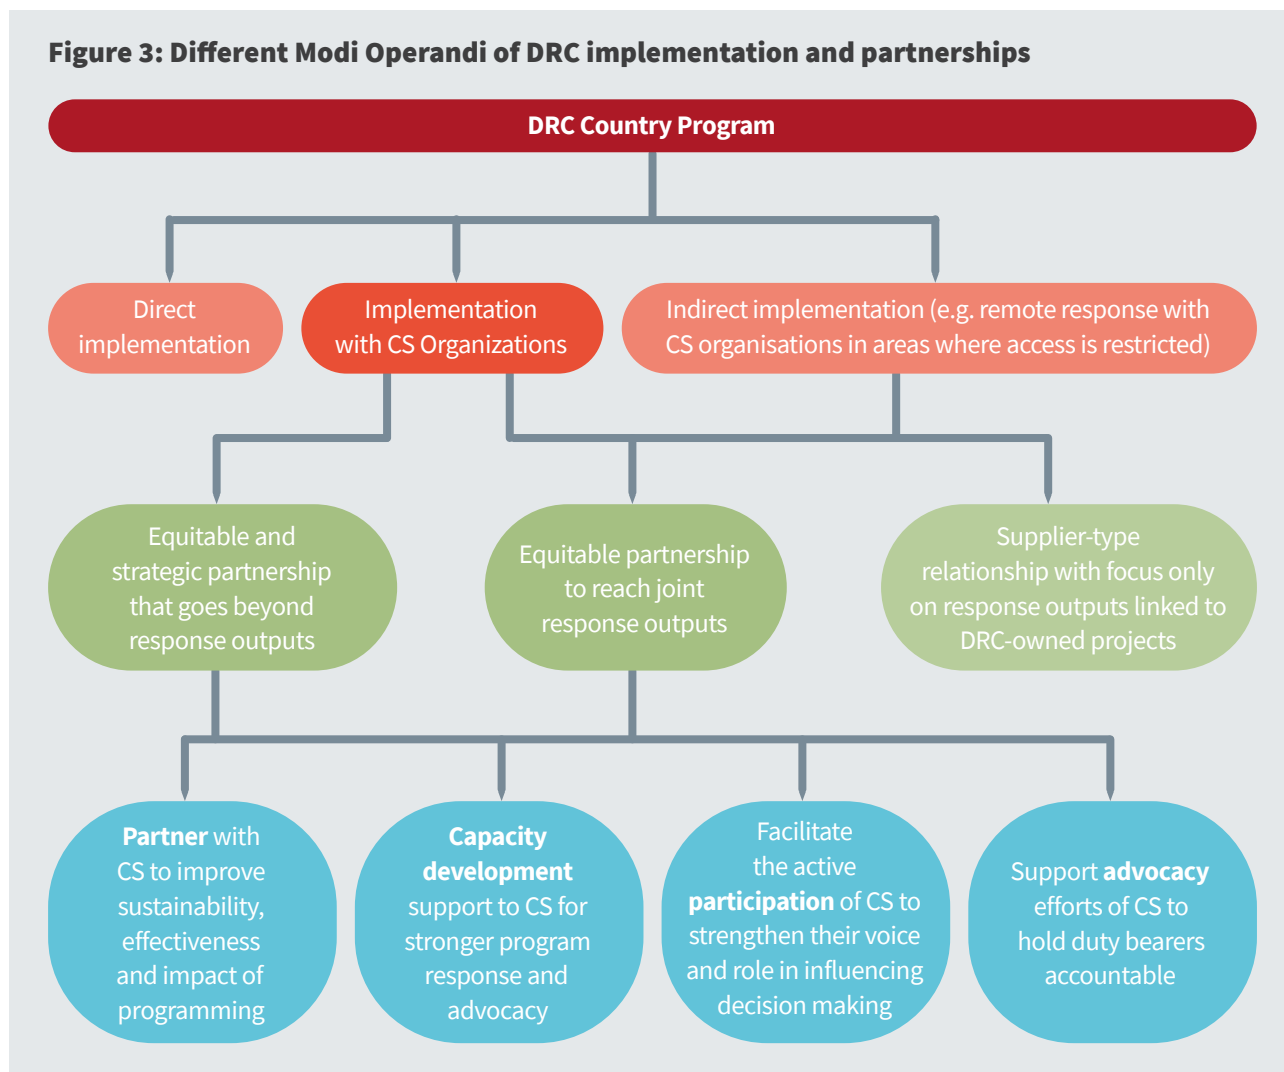 Figure 3: Different Modi Operandi of DRC implementation and partnerships
DRC Country Program
Direct
implementation
Implementation
with CS Organizations
Indirect implementation (e.g. remote response with
CS organisations in areas where access is restricted)
Equitable and
strategic partnership
that goes beyond
response outputs
Equitable partnership
to reach joint
response outputs
Supplier-type
relationship with focus only
on response outputs linked to
DRC-owned projects
Partner with
CS to improve
sustainability,
effectiveness
and impact of
programming
Capacity
development
support to CS for
stronger program
response and
advocacy
Facilitate
the active
participation of CS to
strengthen their voice
and role in influencing
decision making
Support advocacy
efforts of CS to
hold duty bearers
accountable